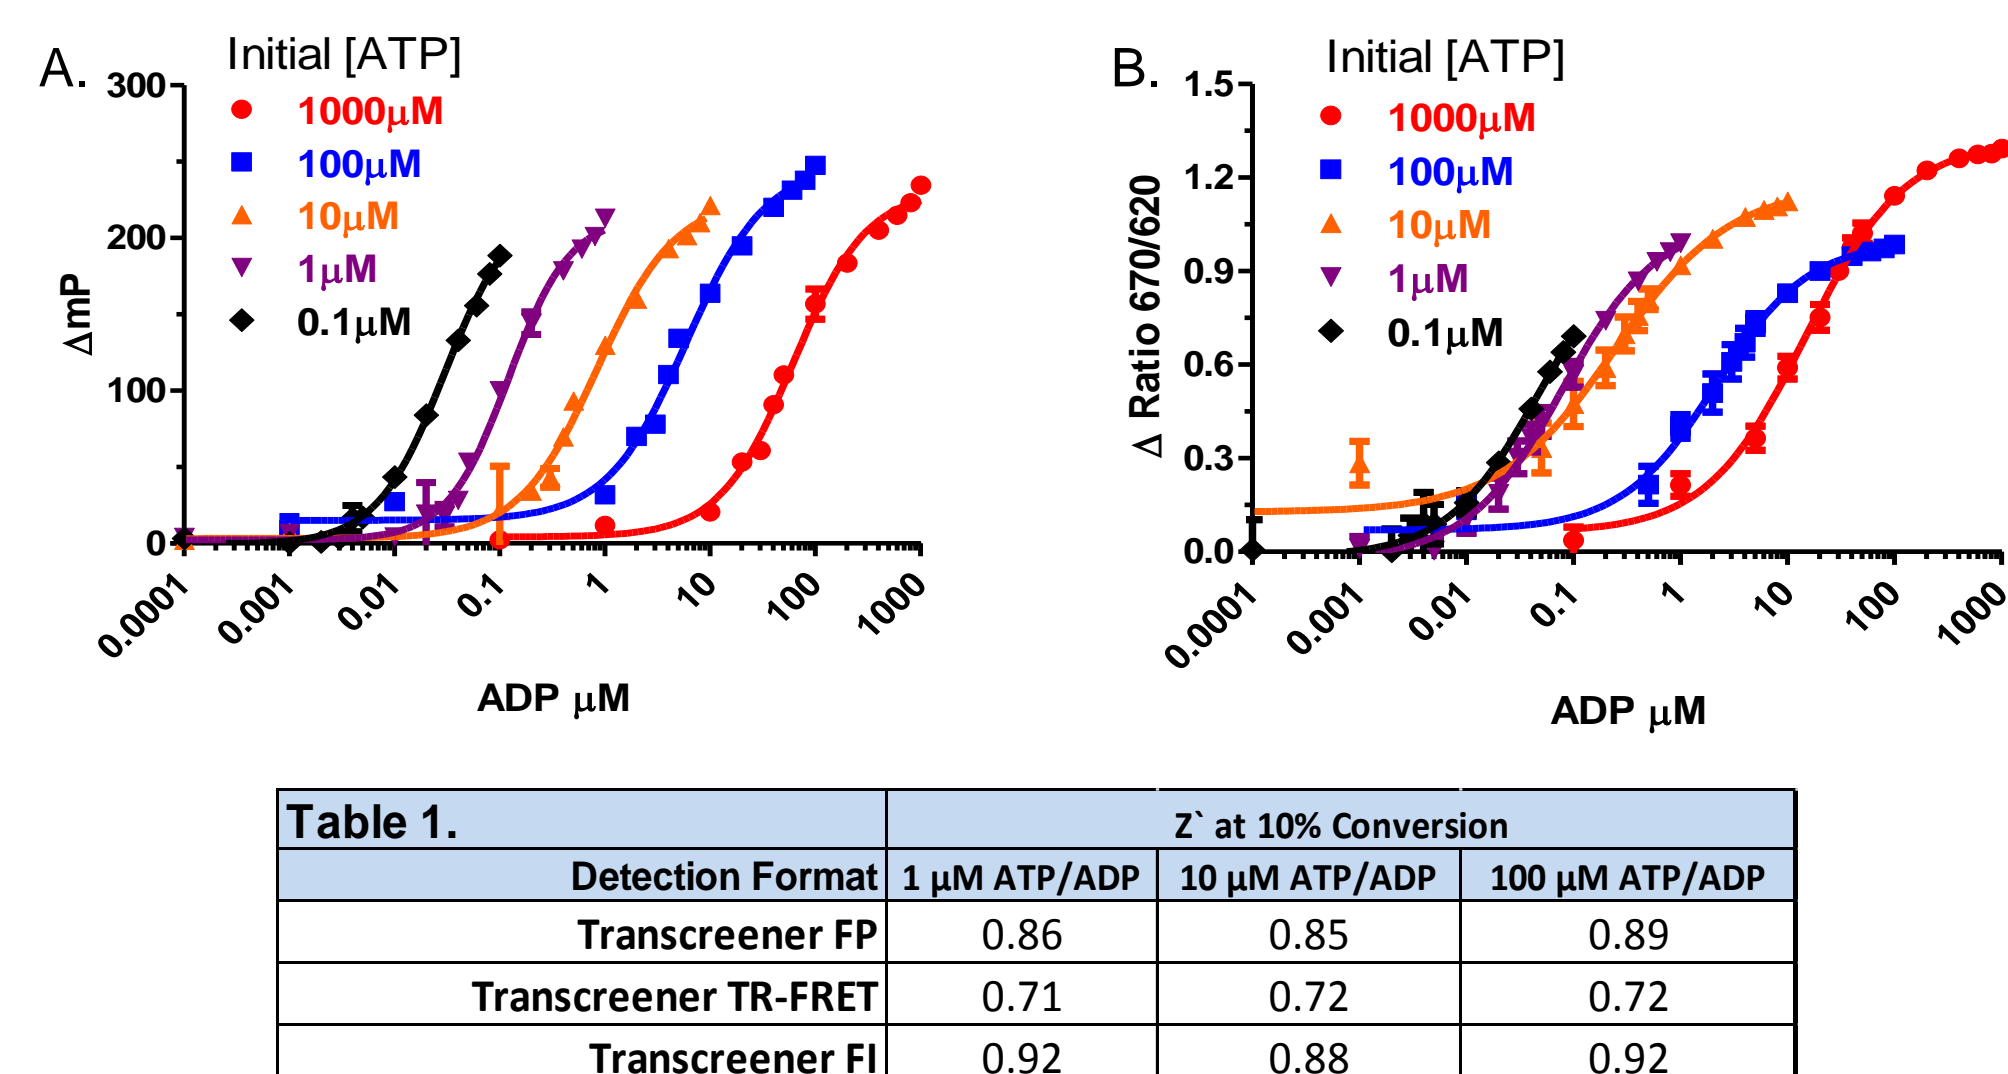 A.
Initial [ATP]
1000μM
100μM
10μM
1μM
0.1μM
300
200
100
0
ΔmP
0.0001
0.001
0.01
0.1
1
10
100
1000
ADP μM
B.
Initial [ATP]
1000μM
100μM
10μM
1μM
0.1μM
1.5
1.2
0.9
0.6
0.3
0.0
Δ Ratio 670/620
0.0001
0.001
0.01
0.1
1
10
100
1000
ADP μM
Table 1. Z` at 10% Conversion
Detection Format 1 μM ATP/ADP 10 μM ATP/ADP 100 μM ATP/ADP
Transcreener FP 0.86 0.85 0.89
Transcreener TR-FRET 0.71 0.72 0.72
Transcreener FI 0.92 0.88 0.92